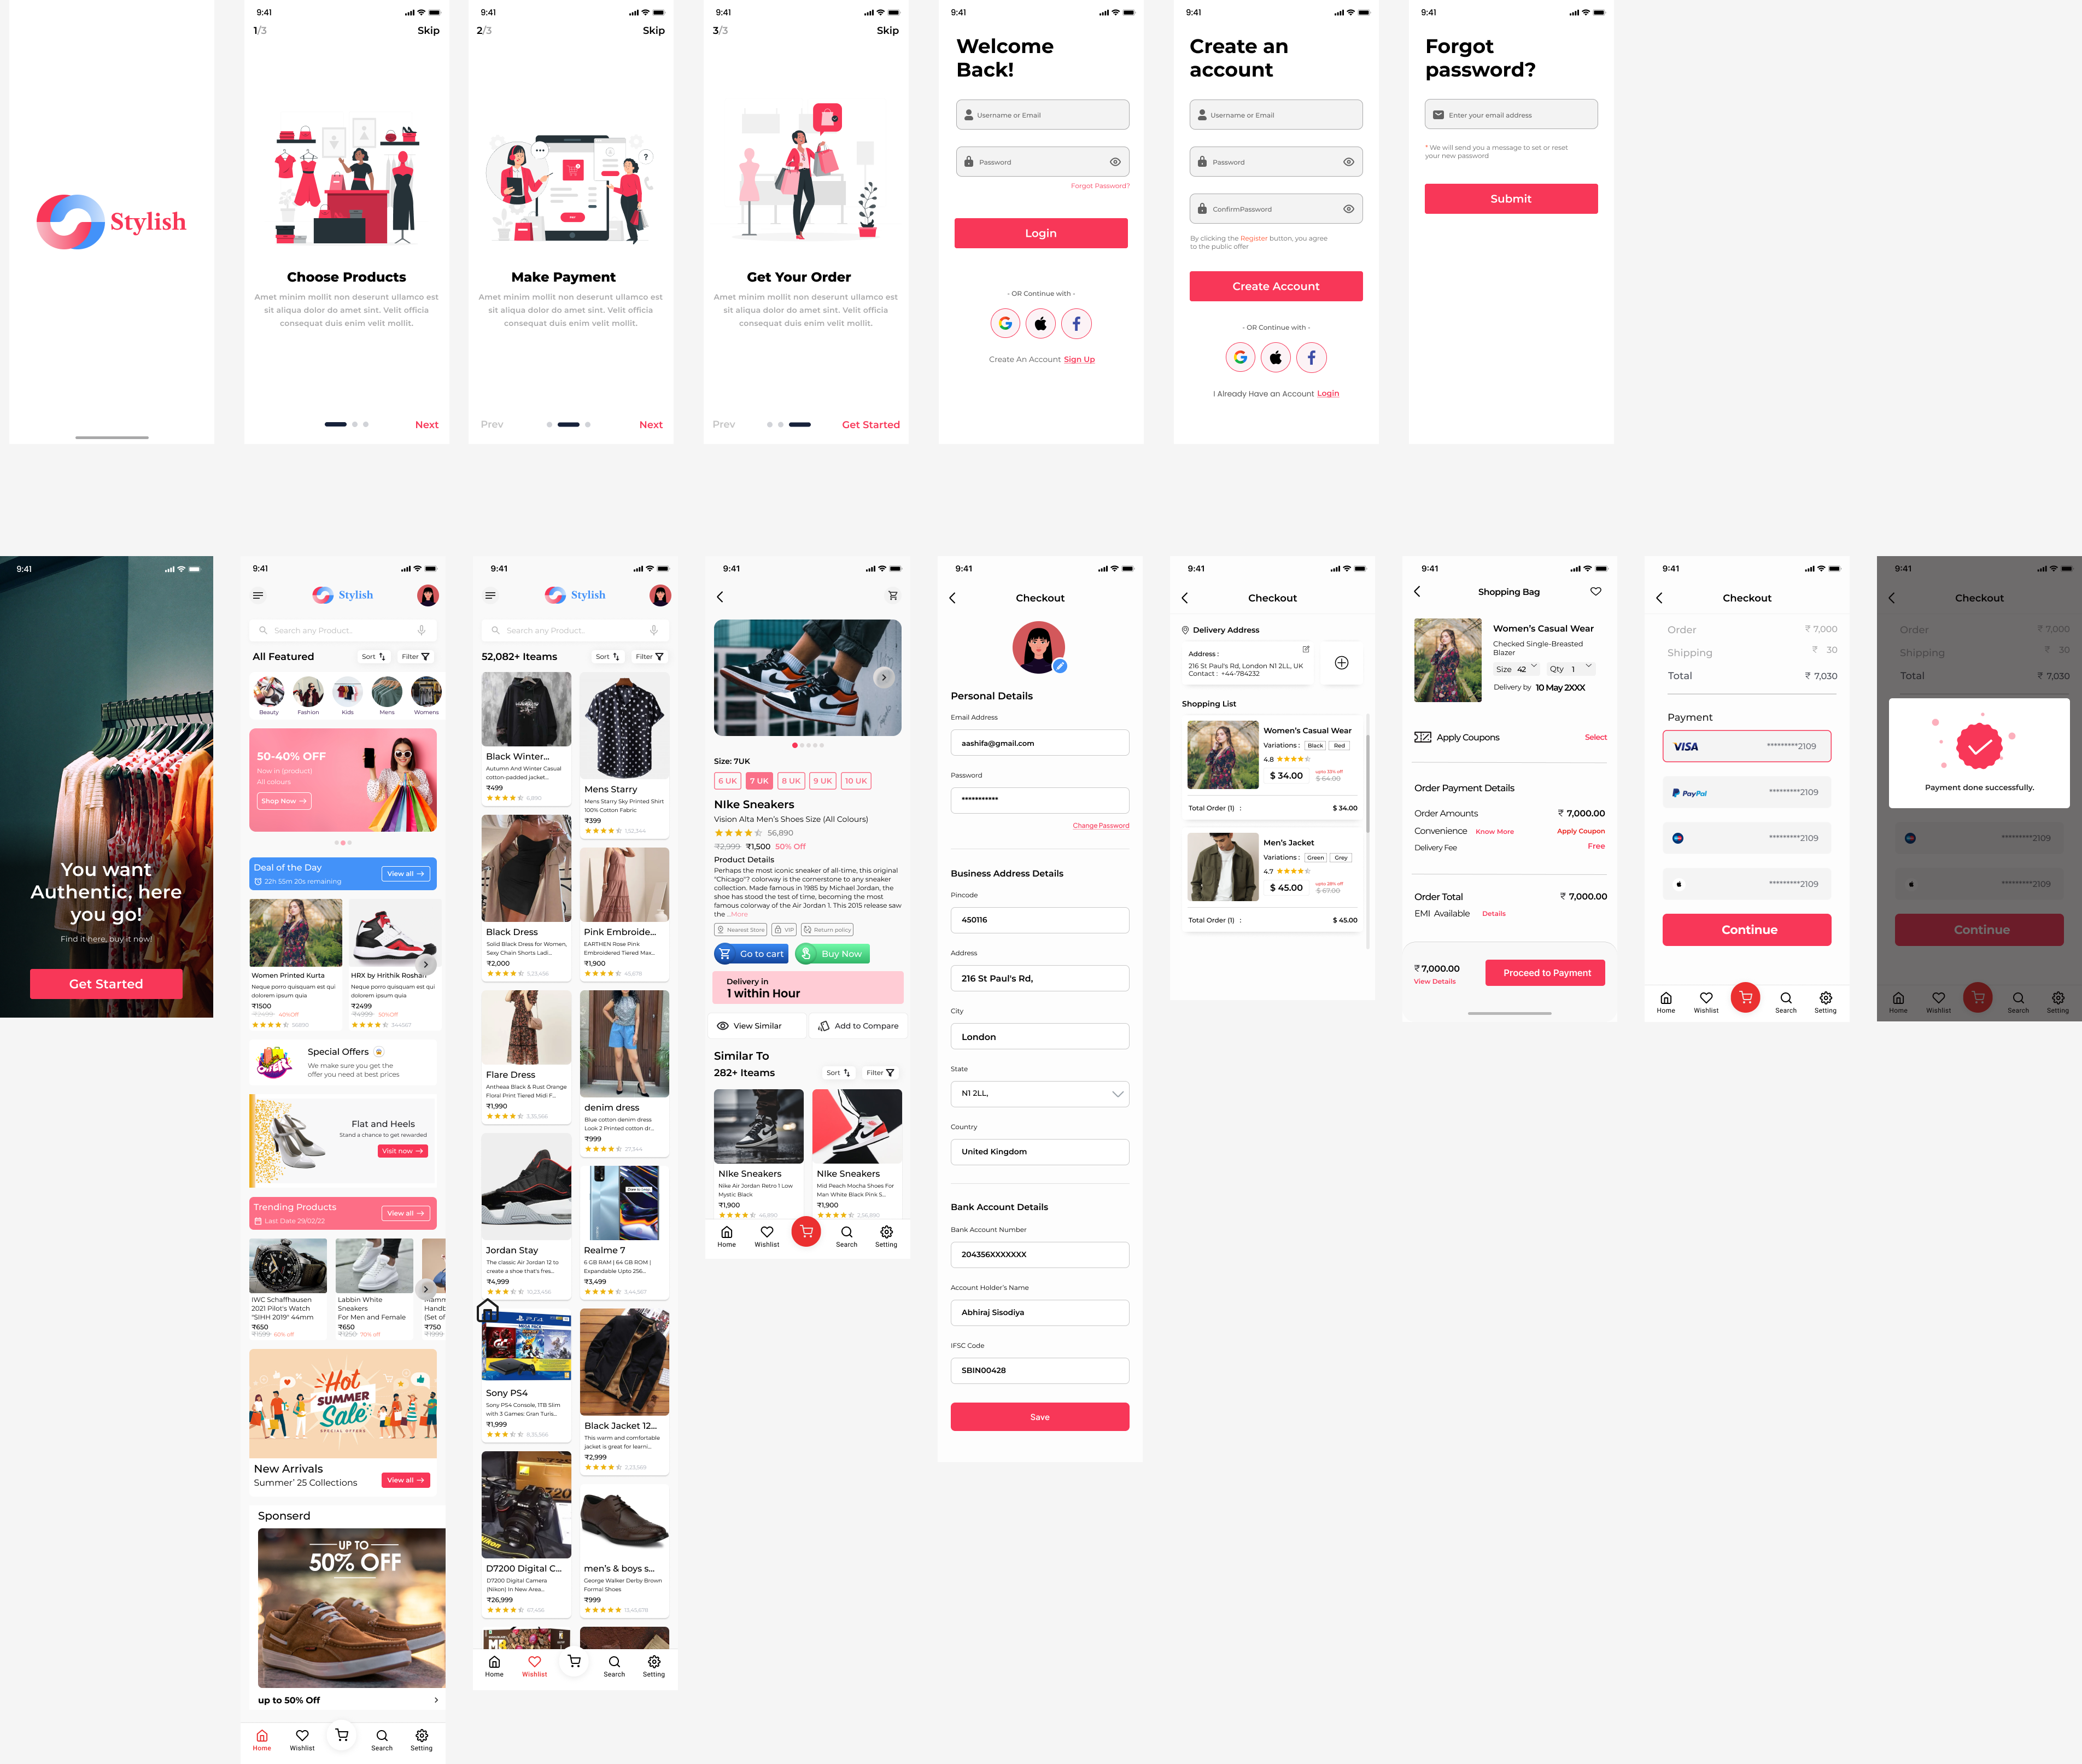 Stylish
9:41
1/3
Skip
Choose Products
Amet minim mollit non deserunt ullamco est
sit aliqua dolor do amet sint. Velit officia
consequat duis enim velit mollit.
Next
9:41
2/3
Skip
Make Payment
Amet minim mollit non deserunt ullamco est
sit aliqua dolor do amet sint. Velit officia
consequat duis enim velit mollit.
Prev
Next
9:41
3/3
Skip
Get Your Order
Amet minim mollit non deserunt ullamco est
sit aliqua dolor do amet sint. Velit officia
consequat duis enim velit mollit.
Prev
Get Started
9:41
Welcome
Back!
Username or Email
Password
Forgot Password?
Login
- OR Continue with -
Create An Account Sign Up
9:41
Create an
account
Username or Email
Password
ConfirmPassword
By clicking the Register button, you agree
to the public offer
Create Account
- OR Continue with -
I Already Have an Account Login
9:41
Forgot
password?
Enter your email address
* We will send you a message to set or reset
your new password
Submit
9:41
You want
Authentic, here
you go!
Find it here, buy it now!
Get Started
9:41
Stylish
Search any Product..
All Featured
Sort
Filter
Beauty
Fashion
Kids
Mens
Womens
50-40% OFF
Now in (product)
All colours
Shop Now
Deal of the Day
22h 55m 20s remaining
View all
Women Printed Kurta
Neque porro quisquam est qui
dolorem ipsum quia
₹1500
₹2499 40%Off
56890
HRX by Hrithik Roshan
Neque porro quisquam est qui
dolorem ipsum quia
₹2499
₹4999 50%Off
344567
Special Offers
We make sure you get the
offer you need at best prices
Flat and Heels
Stand a chance to get rewarded
Visit now
Trending Products
Last Date 29/02/22
View all
IWC Schaffhausen
2021 Pilot's Watch
"SIHH 2019" 44mm
₹650
₹1599 60% off
Labbin White
Sneakers
For Men and Female
₹650
₹1250 70% off
Handb
(Set of
₹750
₹1999
Hot
SUMMER
Sale
SPECIAL OFFERS
New Arrivals
Summer' 25 Collections
View all
Sponserd
UP TO
50% OFF
up to 50% Off
Home
Wishlist
Search
Setting
9:41
Stylish
Search any Product..
52,082+ Iteams
Sort
Filter
Black Winter...
Autumn And Winter Casual
cotton-padded jacket...
₹499
6,890
Mens Starry
Mens Starry Sky Printed Shirt
100% Cotton Fabric
₹399
1,52,344
Black Dress
Solid Black Dress for Women,
Sexy Chain Shorts Ladi...
₹2,000
5,23,456
Pink Embroide...
EARTHEN Rose Pink
Embroidered Tiered Max...
₹1,900
45,678
Flare Dress
Antheaa Black & Rust Orange
Floral Print Tiered Midi F...
₹1,990
3,35,566
denim dress
Blue cotton denim dress
Look 2 Printed cotton dr...
₹999
27,344
Jordan Stay
The classic Air Jordan 12 to
create a shoe that's fres...
₹4,999
10,23,456
Realme 7
6 GB RAM | 64 GB ROM |
Expandable Upto 256...
₹3,499
3,44,567
PS4
MEGA PACK
Sony PS4
Sony PS4 Console, 1TB Slim
with 3 Games: Gran Turis...
₹1,999
8,35,566
Black Jacket 12...
This warm and comfortable
jacket is great for learni...
₹2,999
2,23,569
Nikon
D7200 Digital C...
D7200 Digital Camera
(Nikon) In New Area...
₹26,999
67,456
men's & boys s...
George Walker Derby Brown
Formal Shoes
₹999
13,45,678
Home
Wishlist
Search
Setting
9:41
Size: 7UK
6 UK
7 UK
8 UK
9 UK
10 UK
NIke Sneakers
Vision Alta Men's Shoes Size (All Colours)
56,890
₹2,999 ₹1,500 50% Off
Product Details
Perhaps the most iconic sneaker of all-time, this original
"Chicago"? colorway is the cornerstone to any sneaker
collection. Made famous in 1985 by Michael Jordan, the
shoe has stood the test of time, becoming the most
famous colorway of the Air Jordan 1. This 2015 release saw
the ...More
Nearest Store
VIP
Return policy
Go to cart
Buy Now
Delivery in
1 within Hour
View Similar
Add to Compare
Similar To
282+ Iteams
Sort
Filter
NIke Sneakers
Nike Air Jordan Retro 1 Low
Mystic Black
₹1,900
46,890
NIke Sneakers
Mid Peach Mocha Shoes For
Man White Black Pink S...
₹1,900
2,56,890
Home
Wishlist
Search
Setting
9:41
Checkout
Personal Details
Email Address
aashifa@gmail.com
Password
************
Change Password
Business Address Details
Pincode
450116
Address
216 St Paul's Rd,
City
London
State
N1 2LL,
Country
United Kingdom
Bank Account Details
Bank Account Number
204356XXXXXXX
Account Holder's Name
Abhiraj Sisodiya
IFSC Code
SBIN00428
Save
9:41
Checkout
Delivery Address
Address :
216 St Paul's Rd, London N1 2LL, UK
Contact : +44-784232
Shopping List
Women's Casual Wear
Variations : Black Red
4.8
$ 34.00
upto 33% off
$ 64.00
Total Order (1) : $ 34.00
Men's Jacket
Variations : Green Grey
4.7
$ 45.00
upto 28% off
$ 67.00
Total Order (1) : $ 45.00
9:41
Shopping Bag
Women's Casual Wear
Checked Single-Breasted
Blazer
Size 42 Qty 1
Delivery by 10 May 2XXX
Apply Coupons
Select
Order Payment Details
Order Amounts ₹ 7,000.00
Convenience Know More Apply Coupon
Delivery Fee Free
Order Total ₹ 7,000.00
EMI Available Details
₹ 7,000.00
View Details
Proceed to Payment
9:41
Checkout
Order ₹ 7,000
Shipping ₹ 30
Total ₹ 7,030
Payment
VISA *********2109
PayPal *********2109
*********2109
*********2109
Continue
Home
Wishlist
Search
Setting
9:41
Checkout
Order ₹ 7,000
Shipping ₹ 30
Total ₹ 7,030
Payment done successfully.
*********2109
*********2109
Continue
Home
Wishlist
Search
Setting